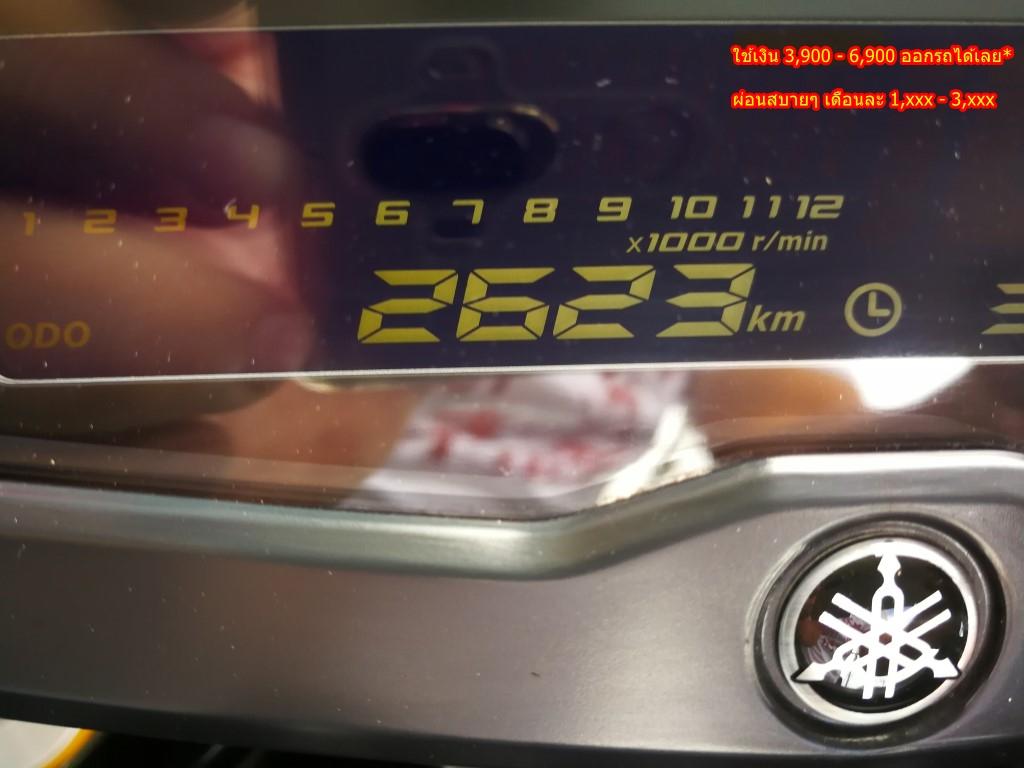 ใช้เงิน 3,900 - 6,900 ออกรถได้เลย*
ผ่อนสบายๆ เดือนละ 1,xxx - 3,xxx
1 2 3 4 5 6 7 8 9 10 11 12
x1000 r/min
ODO 2623 km